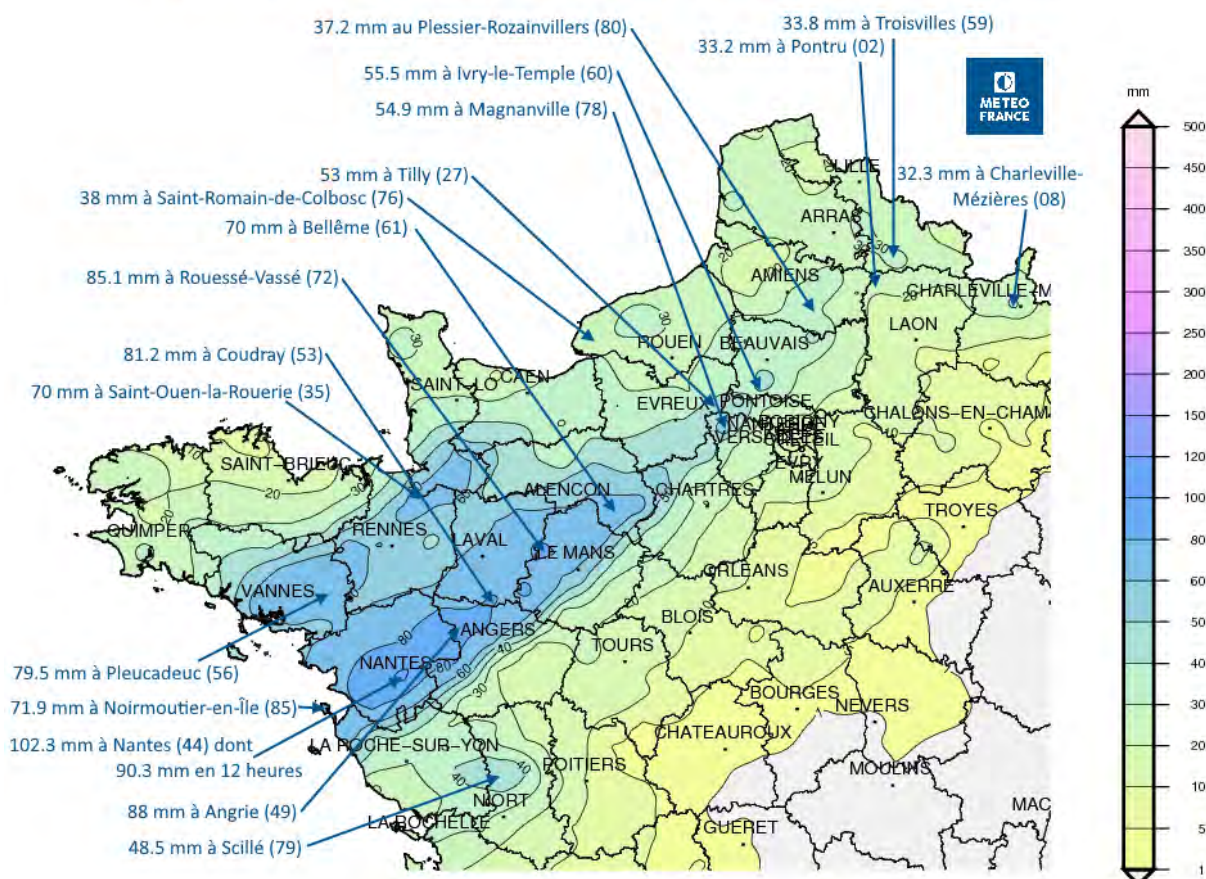 37.2 mm au Plessier-Rozainvillers (80)
33.8 mm à Troisvilles (59)
33.2 mm à Pontru (02)
55.5 mm à Ivry-le-Temple (60)
54.9 mm à Magnanville (78)
METEO
FRANCE
mm
500
450
400
350
300
250
200
150
120
100
80
60
50
40
30
20
10
5
1
53 mm à Tilly (27)
38 mm à Saint-Romain-de-Colbosc (76)
70 mm à Bellême (61)
85.1 mm à Rouessé-Vassé (72)
81.2 mm à Coudray (53)
70 mm à Saint-Ouen-la-Rouerie (35)
32.3 mm à Charleville-
Mézières (08)
LILLE
ARRAS
AMIENS
CHARLEVILLE-M
LAON
ROUEN
BEAUVAIS
SAINT-LO
CAEN
EVREUX
PONTOISE
BOBIGNY
VERSAILLES
CHALONS-EN-CHAM
EVRY
MELUN
SAINT-BRIEUC
ALENCON
CHARTRES
TROYES
QUIMPER
RENNES
LAVAL
LE MANS
ORLEANS
AUXERRE
VANNES
BLOIS
ANGERS
TOURS
NANTES
BOURGES
NEVERS
CHATEAUROUX
LA ROCHE-SUR-YON
POITIERS
MOULINS
NIORT
MAC
LA ROCHELLE
GUERET
79.5 mm à Pleucadeuc (56)
71.9 mm à Noirmoutier-en-Île (85)
102.3 mm à Nantes (44) dont
90.3 mm en 12 heures
88 mm à Angrie (49)
48.5 mm à Scillé (79)